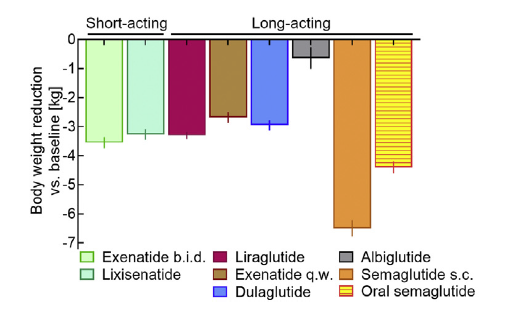 Short-acting Long-acting
0
-1
-2
-3
-4
-5
-6
-7
Body weight reduction
vs. baseline [kg]
Exenatide b.i.d. Liraglutide Albiglutide
Lixisenatide Exenatide q.w. Semaglutide s.c.
Dulaglutide Oral semaglutide